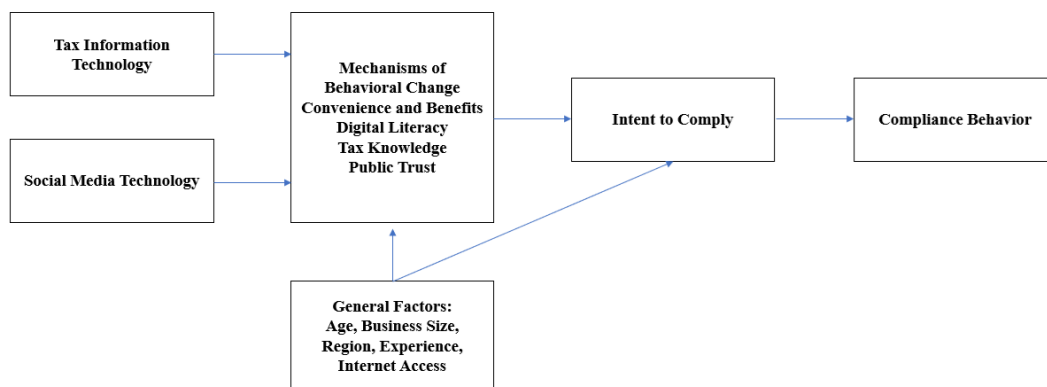 Tax Information
Technology
Social Media Technology
Mechanisms of
Behavioral Change
Convenience and Benefits
Digital Literacy
Tax Knowledge
Public Trust
Intent to Comply
Compliance Behavior
General Factors:
Age, Business Size,
Region, Experience,
Internet Access